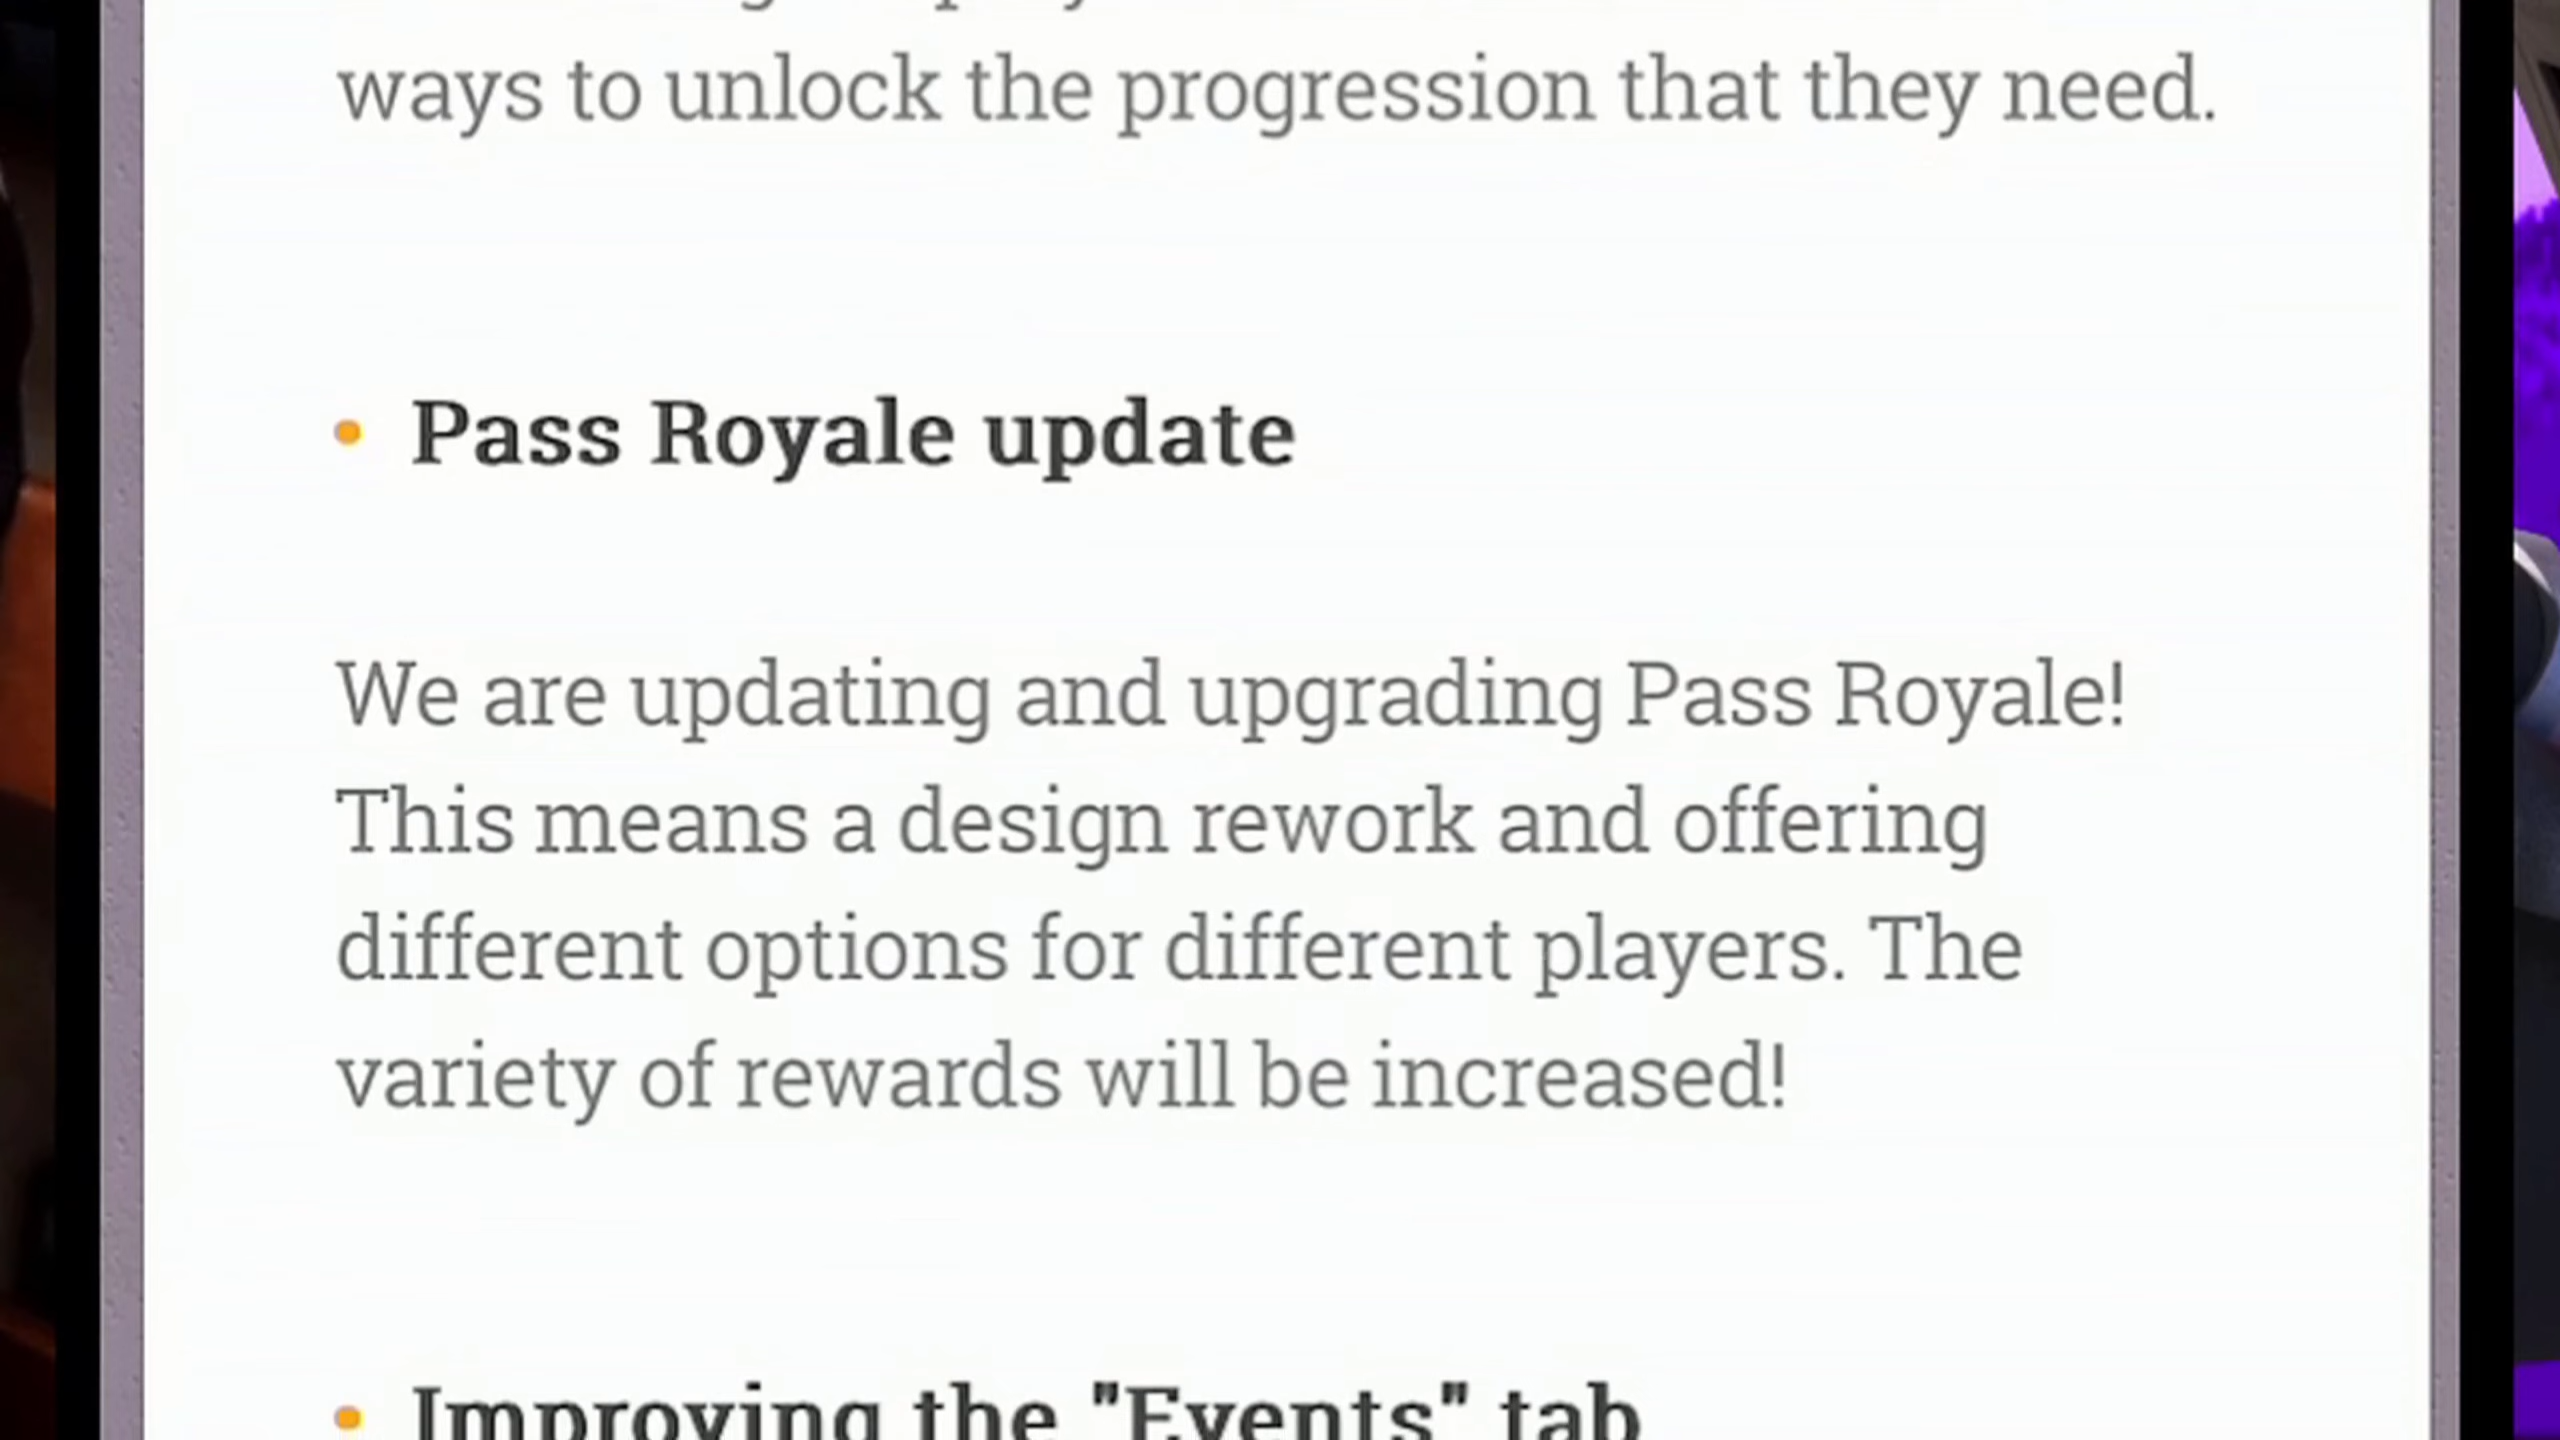 ways to unlock the progression that they need.
• Pass Royale update
We are updating and upgrading Pass Royale!
This means a design rework and offering
different options for different players. The
variety of rewards will be increased!
• Improving the "Events" tab